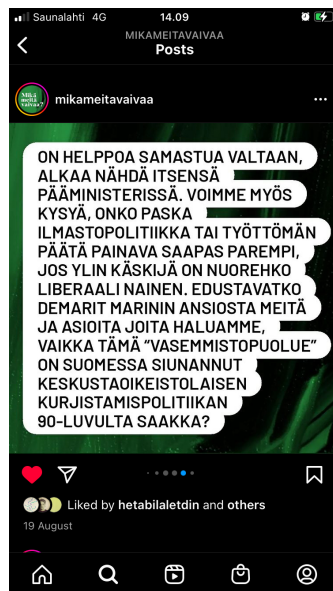 Saunalahti 4G 14.09
MIKAMEITAVAIVAA
Posts
Mikä
meitä
vaivaa?
mikameitavaivaa
ON HELPPOA SAMASTUA VALTAAN,
ALKAA NÄHDÄ ITSENSÄ
PÄÄMINISTERISSÄ. VOIMME MYÖS
KYSYÄ, ONKO PASKA
ILMASTOPOLITIIKKA TAI TYÖTTÖMÄN
PÄÄTÄ PAINAVA SAAPAS PAREMPI,
JOS YLIN KÄSKIJÄ ON NUOREHKO
LIBERAALI NAINEN. EDUSTAVATKO
DEMARIT MARININ ANSIOSTA MEITÄ
JA ASIOITA JOITA HALUAMME,
VAIKKA TÄMÄ “VASEMMISTOPUOLUE”
ON SUOMESSA SIUNANNUT
KESKUSTAOIKEISTOLAISEN
KURJISTAMISPOLITIIKAN
90-LUVULTA SAAKKA?
Liked by hetabilaletdin and others
19 August